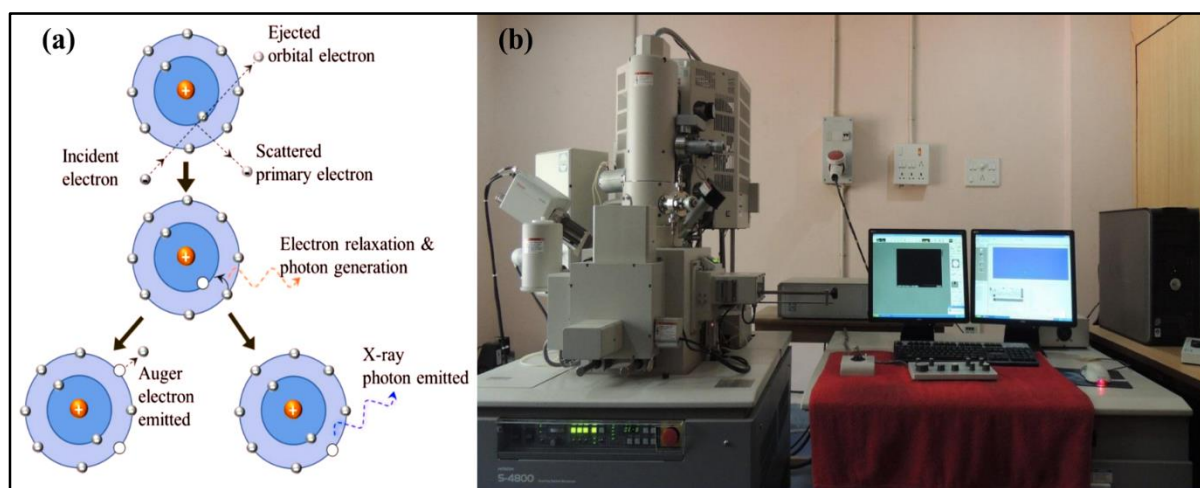 (a)
Ejected
orbital electron
+
Incident
electron
Scattered
primary electron
+
Electron relaxation &
photon generation
+
Auger
electron
emitted
+
X-ray
photon emitted
(b)
S-4800